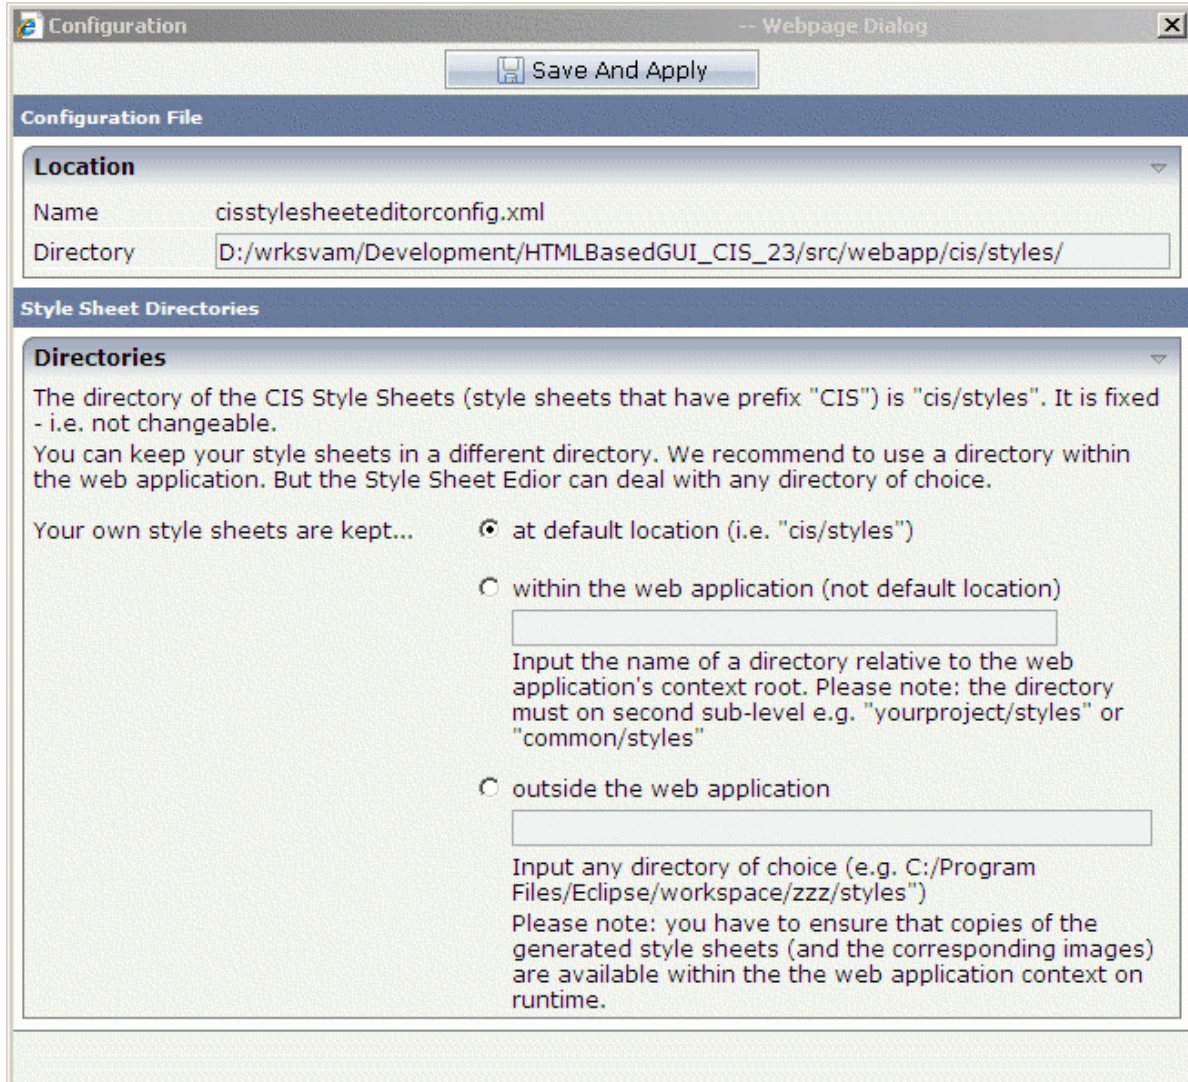 Configuration -- Webpage Dialog
Save And Apply
Configuration File
Location
Name cisstylesheeteditorconfig.xml
Directory D:/wrksvam/Development/HTMLBasedGUI_CIS_23/src/webapp/cis/styles/
Style Sheet Directories
Directories
The directory of the CIS Style Sheets (style sheets that have prefix "CIS") is "cis/styles". It is fixed
- i.e. not changeable.
You can keep your style sheets in a different directory. We recommend to use a directory within
the web application. But the Style Sheet Edior can deal with any directory of choice.
Your own style sheets are kept... at default location (i.e. "cis/styles")
within the web application (not default location)
Input the name of a directory relative to the web
application's context root. Please note: the directory
must on second sub-level e.g. "yourproject/styles" or
"common/styles"
outside the web application
Input any directory of choice (e.g. C:/Program
Files/Eclipse/workspace/zzz/styles")
Please note: you have to ensure that copies of the
generated style sheets (and the corresponding images)
are available within the the web application context on
runtime.